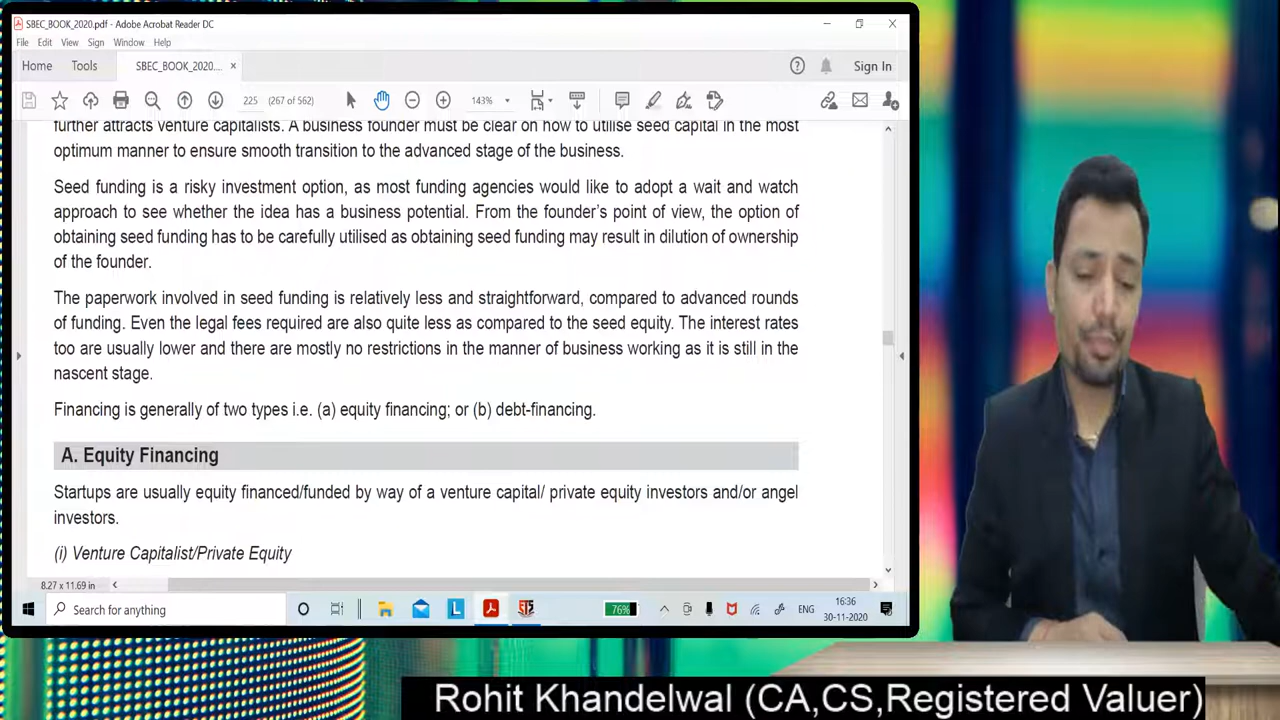 SBEC_BOOK_2020.pdf - Adobe Acrobat Reader DC
File Edit View Sign Window Help
Home Tools SBEC_BOOK_2020... × Sign In
225 (267 of 562) 143%
further attracts venture capitalists. A business founder must be clear on how to utilise seed capital in the most
optimum manner to ensure smooth transition to the advanced stage of the business.
Seed funding is a risky investment option, as most funding agencies would like to adopt a wait and watch
approach to see whether the idea has a business potential. From the founder's point of view, the option of
obtaining seed funding has to be carefully utilised as obtaining seed funding may result in dilution of ownership
of the founder.
The paperwork involved in seed funding is relatively less and straightforward, compared to advanced rounds
of funding. Even the legal fees required are also quite less as compared to the seed equity. The interest rates
too are usually lower and there are mostly no restrictions in the manner of business working as it is still in the
nascent stage.
Financing is generally of two types i.e. (a) equity financing; or (b) debt-financing.
A. Equity Financing
Startups are usually equity financed/funded by way of a venture capital/ private equity investors and/or angel
investors.
(i) Venture Capitalist/Private Equity
8.27 x 11.69 in
Search for anything 76% ENG 16:36
30-11-2020
Rohit Khandelwal (CA,CS,Registered Valuer)